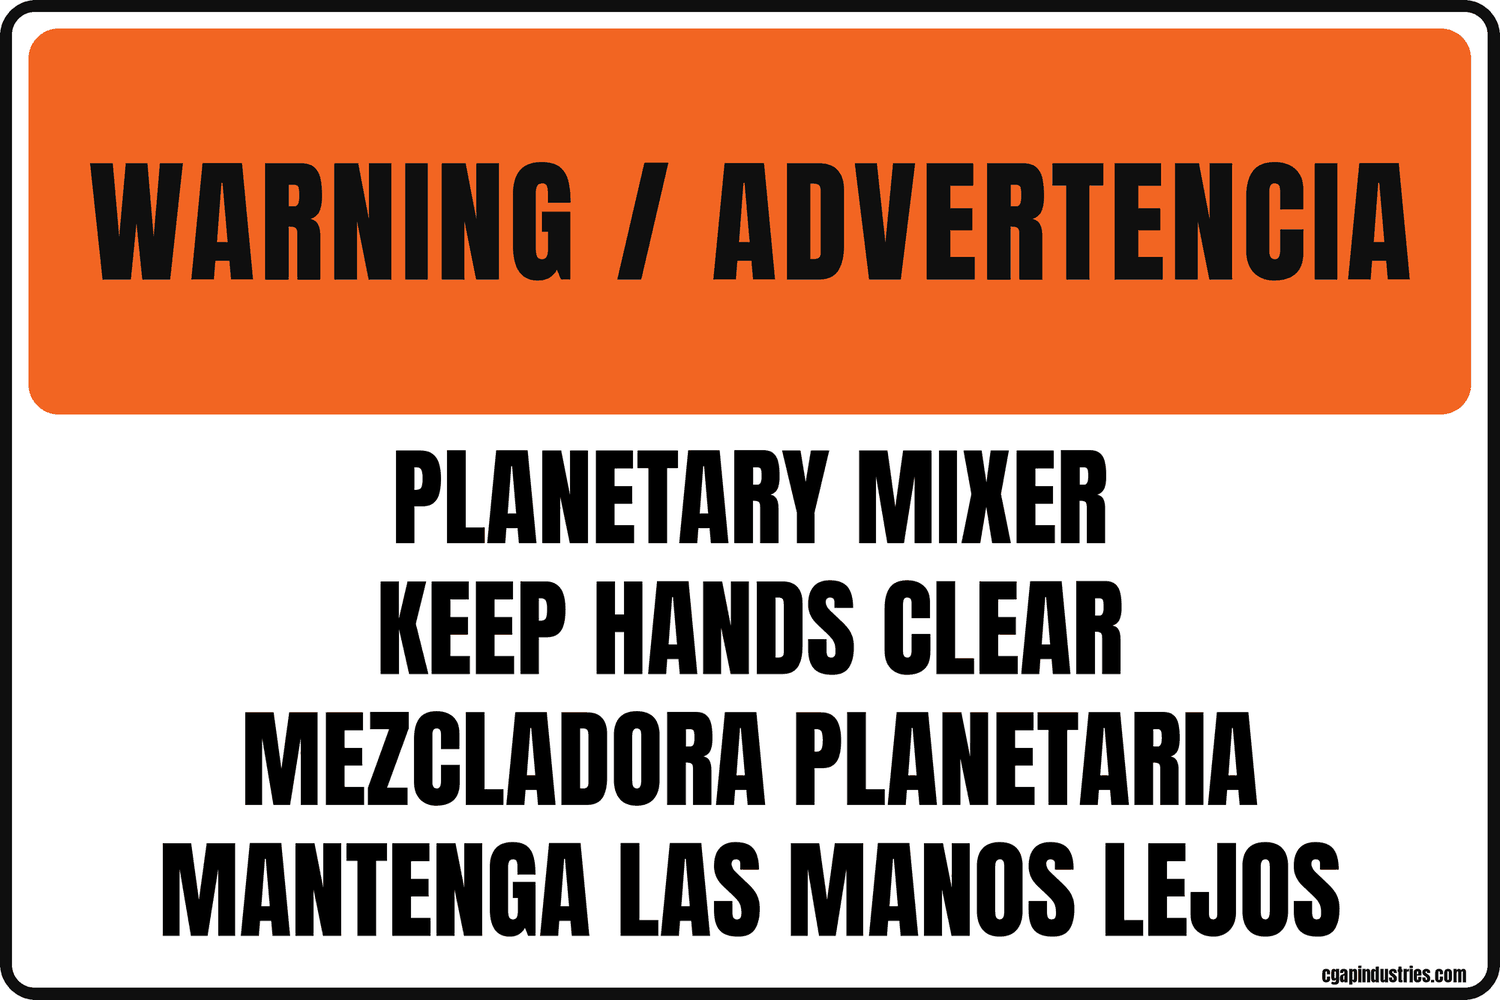 WARNING / ADVERTENCIA
PLANETARY MIXER
KEEP HANDS CLEAR
MEZCLADORA PLANETARIA
MANTENGA LAS MANOS LEJOS
cgapindustries.com